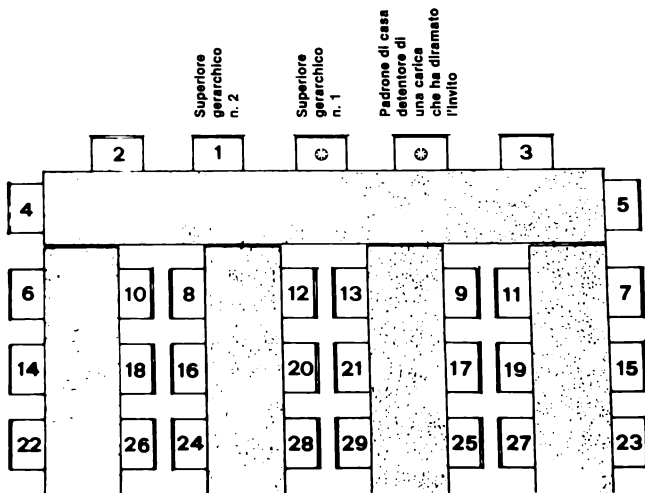 Superiore
gerarchico
n. 2
Superiore
gerarchico
n. 1
Padrone di casa
detentore di
una carica
che ha diramato
l'invito
2 1 ⊛ ⊛ 3
4 5
6 10 8 12 13 9 11 7
14 18 16 20 21 17 19 15
22 26 24 28 29 25 27 23